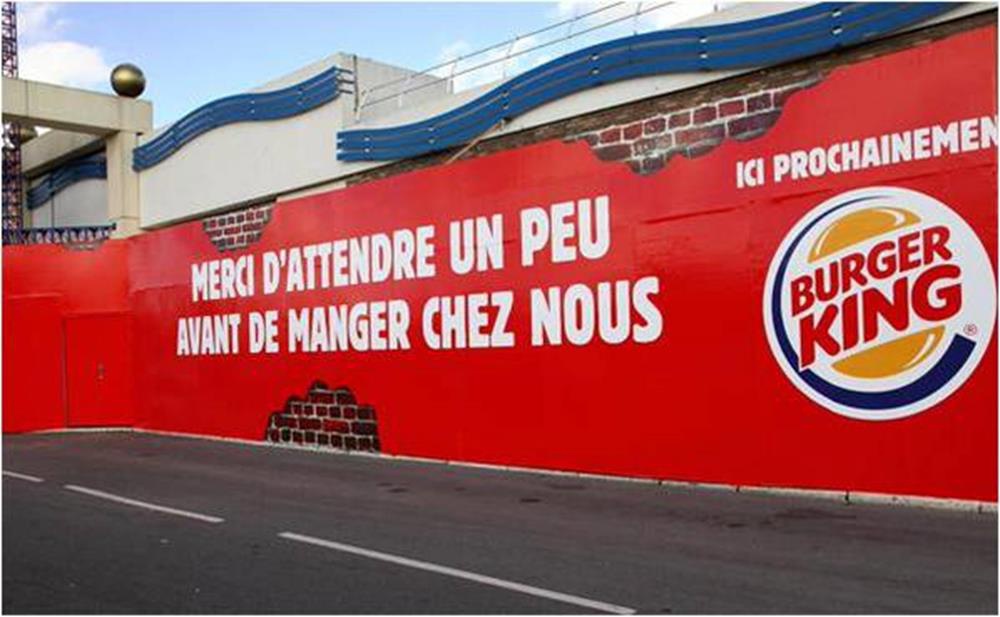 MERCI D'ATTENDRE UN PEU
AVANT DE MANGER CHEZ NOUS
ICI PROCHAINEMEN
BURGER
KING
®